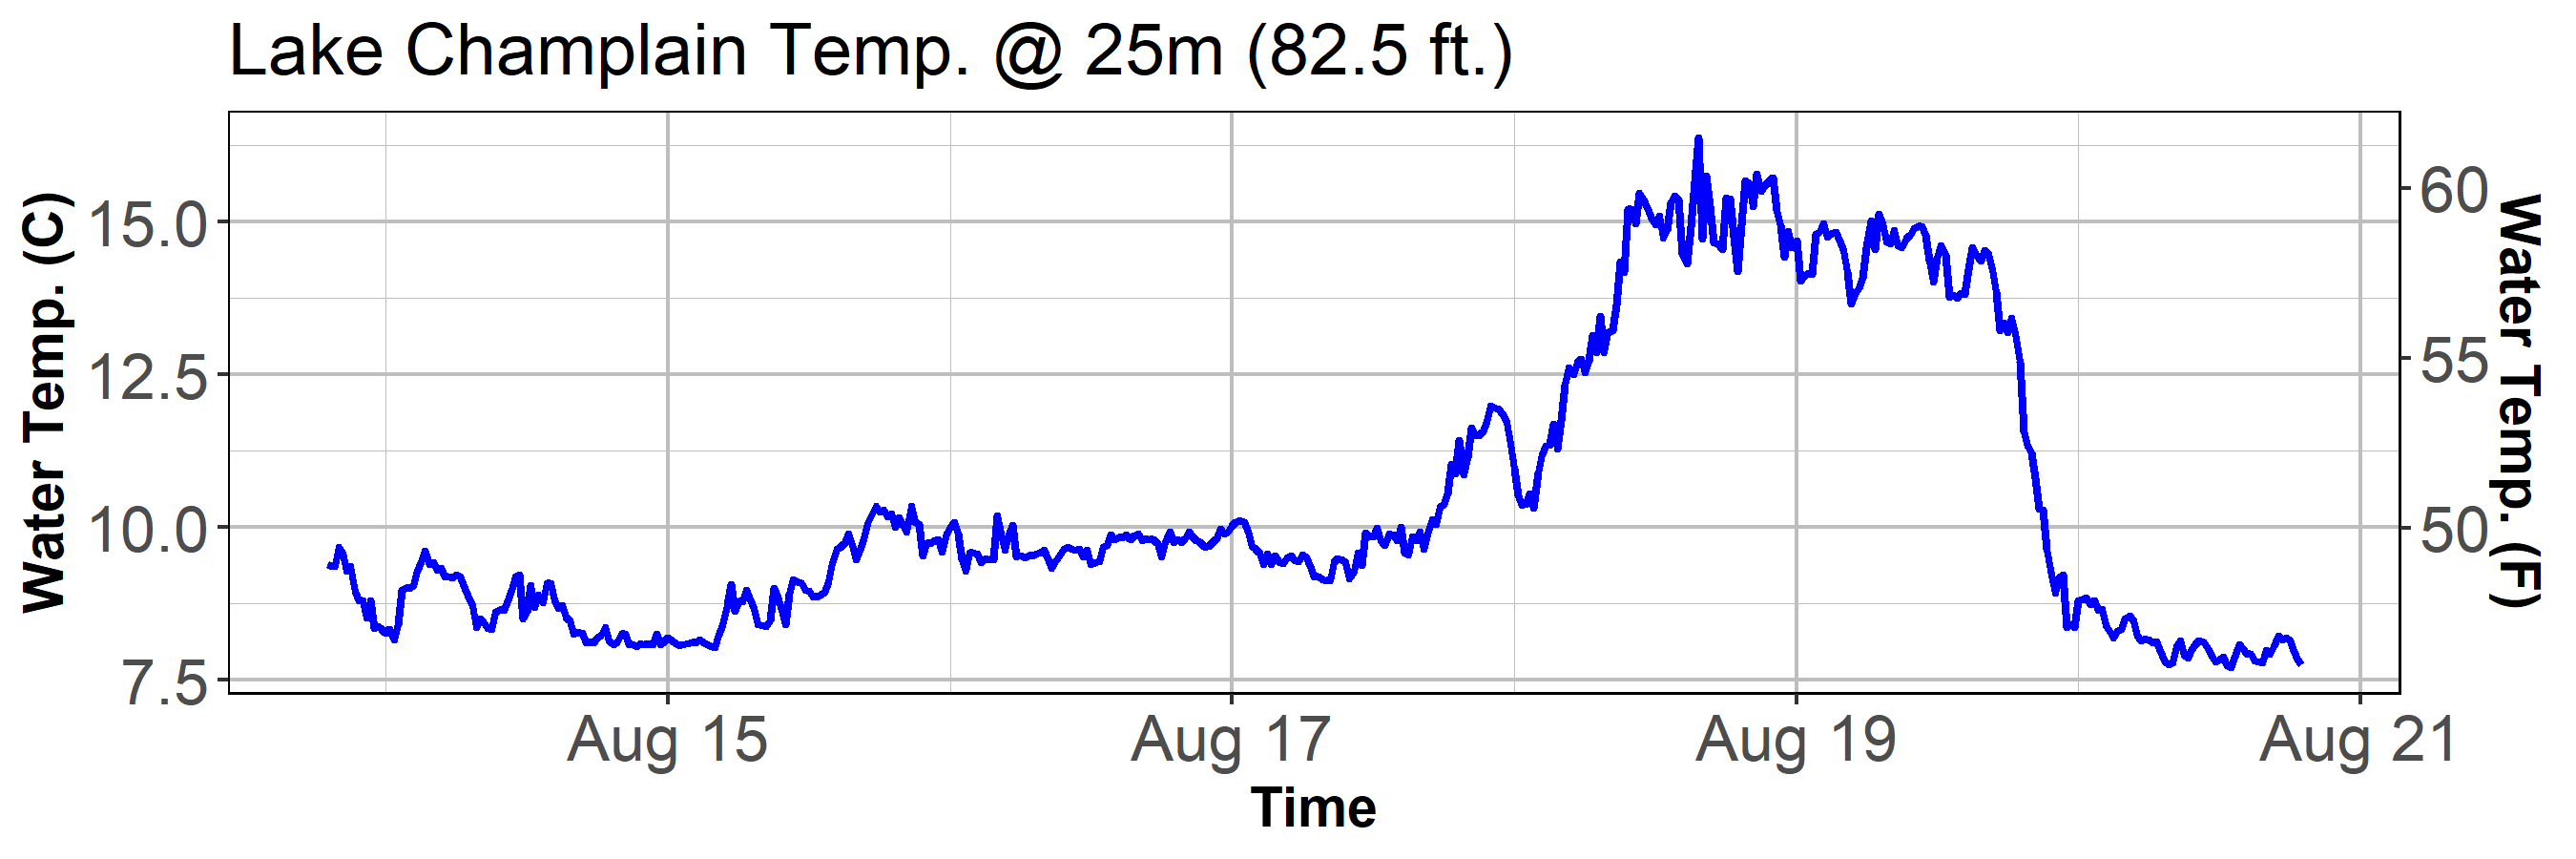 Lake Champlain Temp. @ 25m (82.5 ft.)
Water Temp. (C)
15.0
12.5
10.0
7.5
60
55
50
Water Temp. (F)
Aug 15
Aug 17
Aug 19
Aug 21
Time